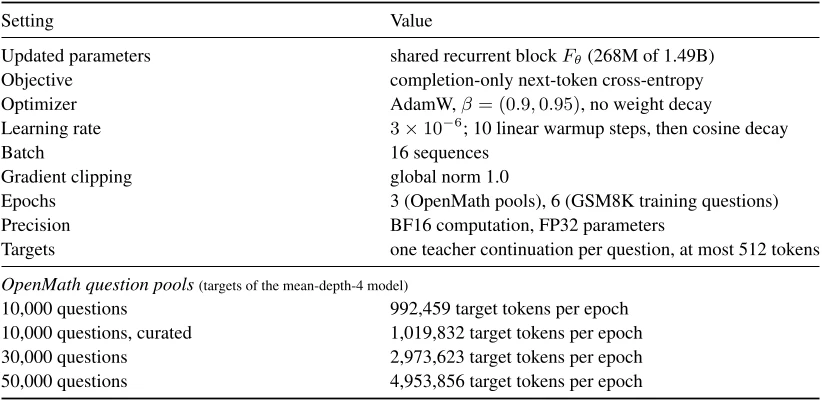 Setting Value
Updated parameters shared recurrent block Fθ (268M of 1.49B)
Objective completion-only next-token cross-entropy
Optimizer AdamW, β = (0.9, 0.95), no weight decay
Learning rate 3 × 10⁻⁶; 10 linear warmup steps, then cosine decay
Batch 16 sequences
Gradient clipping global norm 1.0
Epochs 3 (OpenMath pools), 6 (GSM8K training questions)
Precision BF16 computation, FP32 parameters
Targets one teacher continuation per question, at most 512 tokens
OpenMath question pools (targets of the mean-depth-4 model)
10,000 questions 992,459 target tokens per epoch
10,000 questions, curated 1,019,832 target tokens per epoch
30,000 questions 2,973,623 target tokens per epoch
50,000 questions 4,953,856 target tokens per epoch